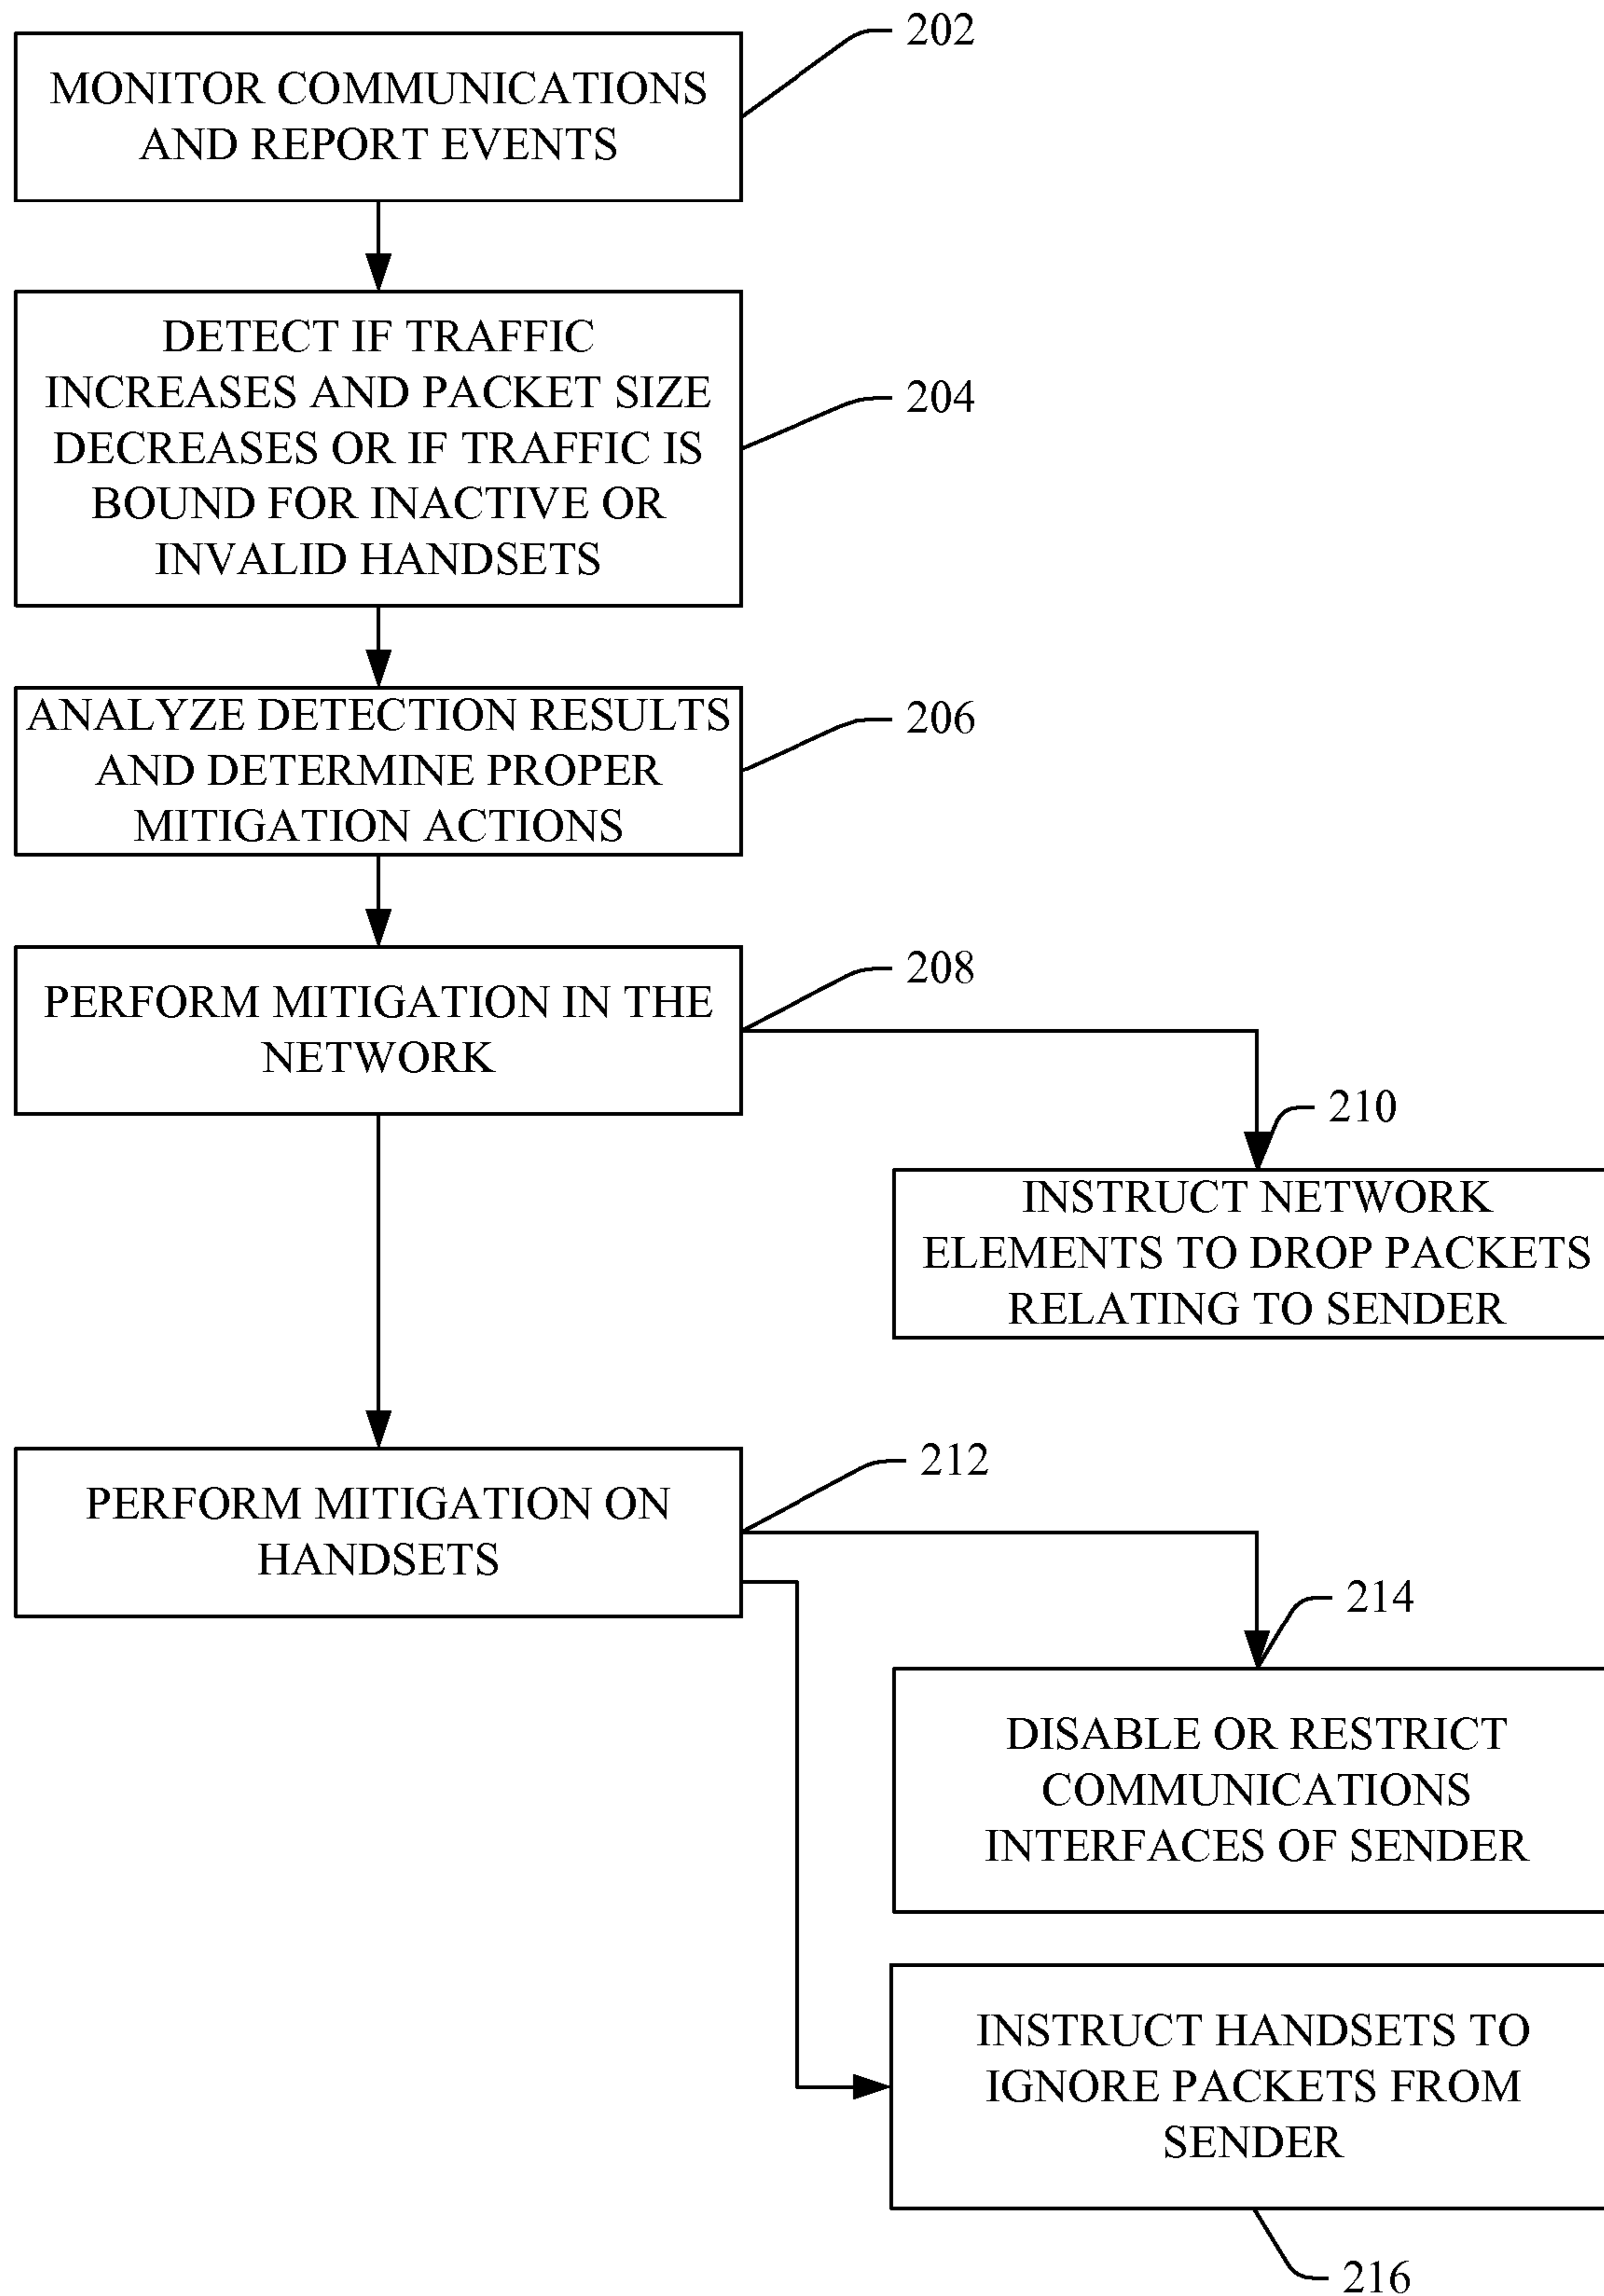 202
MONITOR COMMUNICATIONS
AND REPORT EVENTS
204
DETECT IF TRAFFIC
INCREASES AND PACKET SIZE
DECREASES OR IF TRAFFIC IS
BOUND FOR INACTIVE OR
INVALID HANDSETS
206
ANALYZE DETECTION RESULTS
AND DETERMINE PROPER
MITIGATION ACTIONS
208
PERFORM MITIGATION IN THE
NETWORK
210
INSTRUCT NETWORK
ELEMENTS TO DROP PACKETS
RELATING TO SENDER
212
PERFORM MITIGATION ON
HANDSETS
214
DISABLE OR RESTRICT
COMMUNICATIONS
INTERFACES OF SENDER
INSTRUCT HANDSETS TO
IGNORE PACKETS FROM
SENDER
216